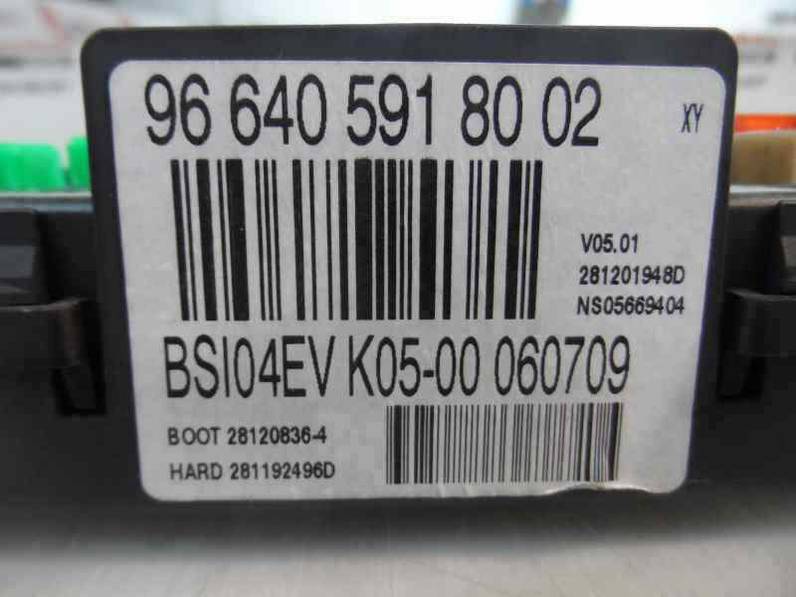 96 640 591 80 02
XY
V05.01
281201948D
NS05669404
BSI04EV K05-00 060709
BOOT 28120836-4
HARD 281192496D